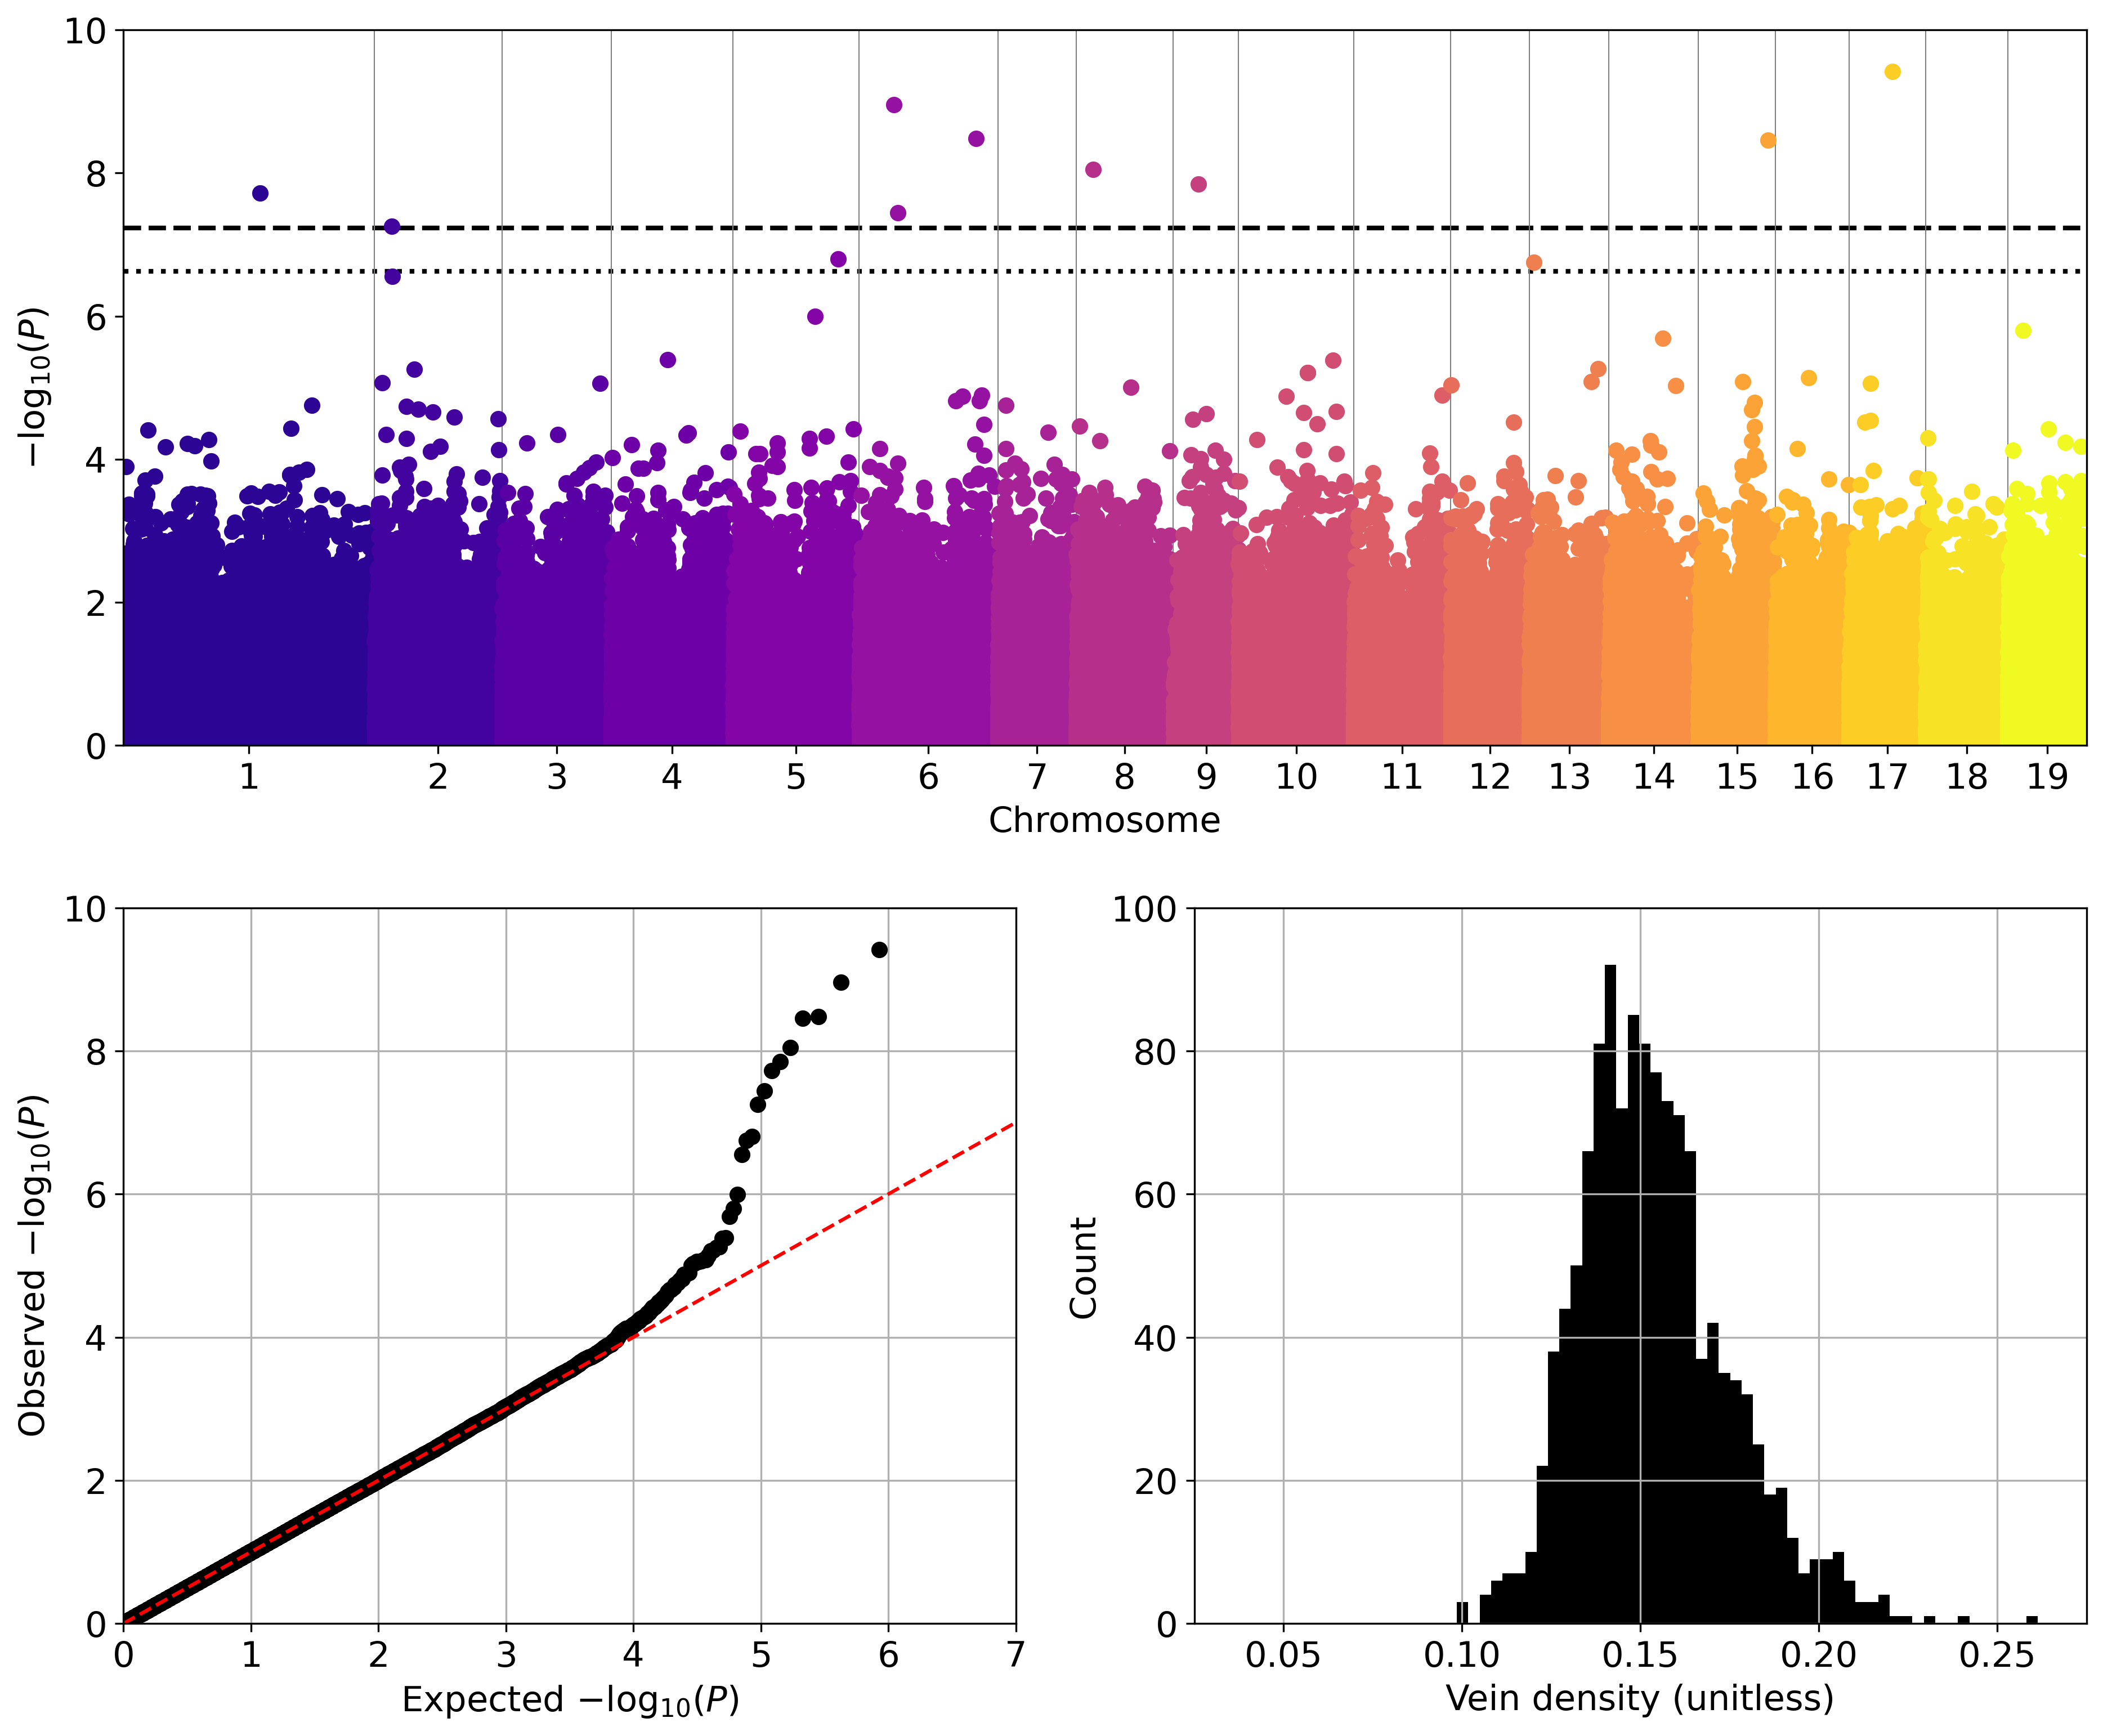 10
8
6
4
2
0
−log₁₀(P)
1 2 3 4 5 6 7 8 9 10 11 12 13 14 15 16 17 18 19
Chromosome
10
8
6
4
2
0
Observed −log₁₀(P)
0 1 2 3 4 5 6 7
Expected −log₁₀(P)
100
80
60
40
20
0
Count
0.05 0.10 0.15 0.20 0.25
Vein density (unitless)